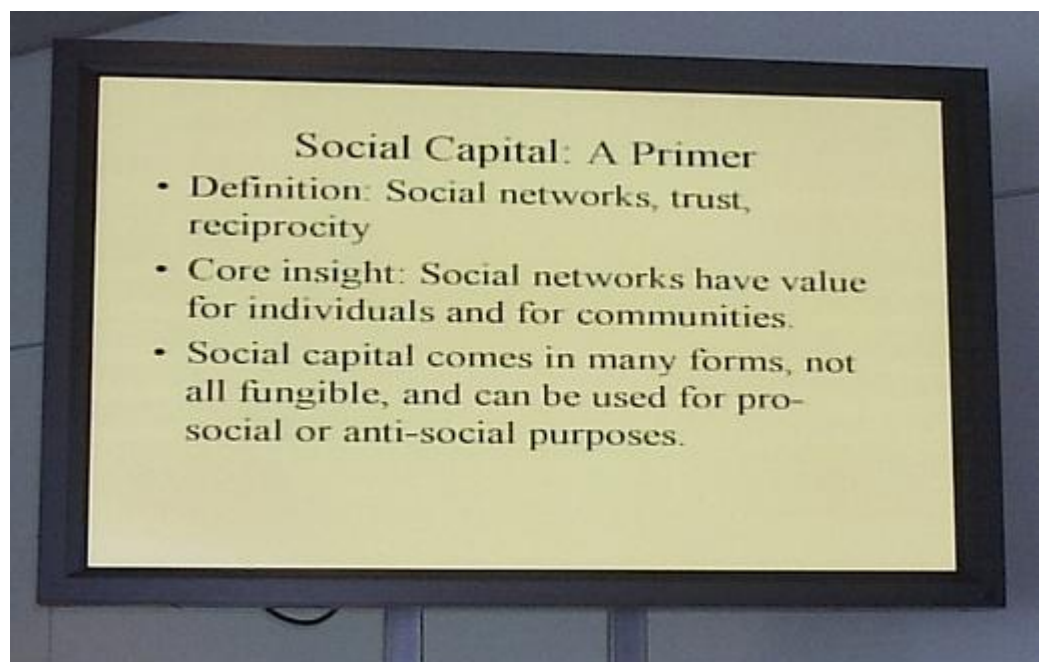 Social Capital: A Primer
• Definition: Social networks, trust,
reciprocity
• Core insight: Social networks have value
for individuals and for communities.
• Social capital comes in many forms, not
all fungible, and can be used for pro-
social or anti-social purposes.